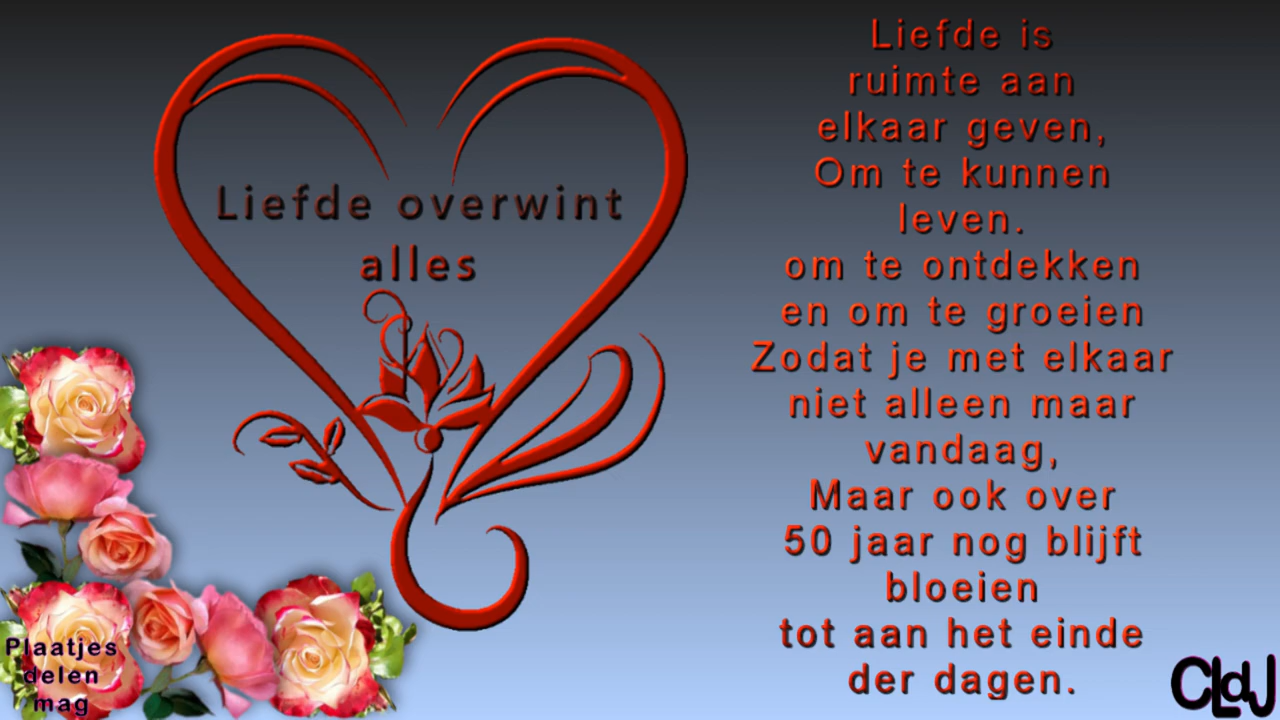 Liefde overwint
alles
Liefde is
ruimte aan
elkaar geven,
Om te kunnen
leven.
om te ontdekken
en om te groeien
Zodat je met elkaar
niet alleen maar
vandaag,
Maar ook over
50 jaar nog blijft
bloeien
tot aan het einde
der dagen.
Plaatjes
delen
mag
CLdJ